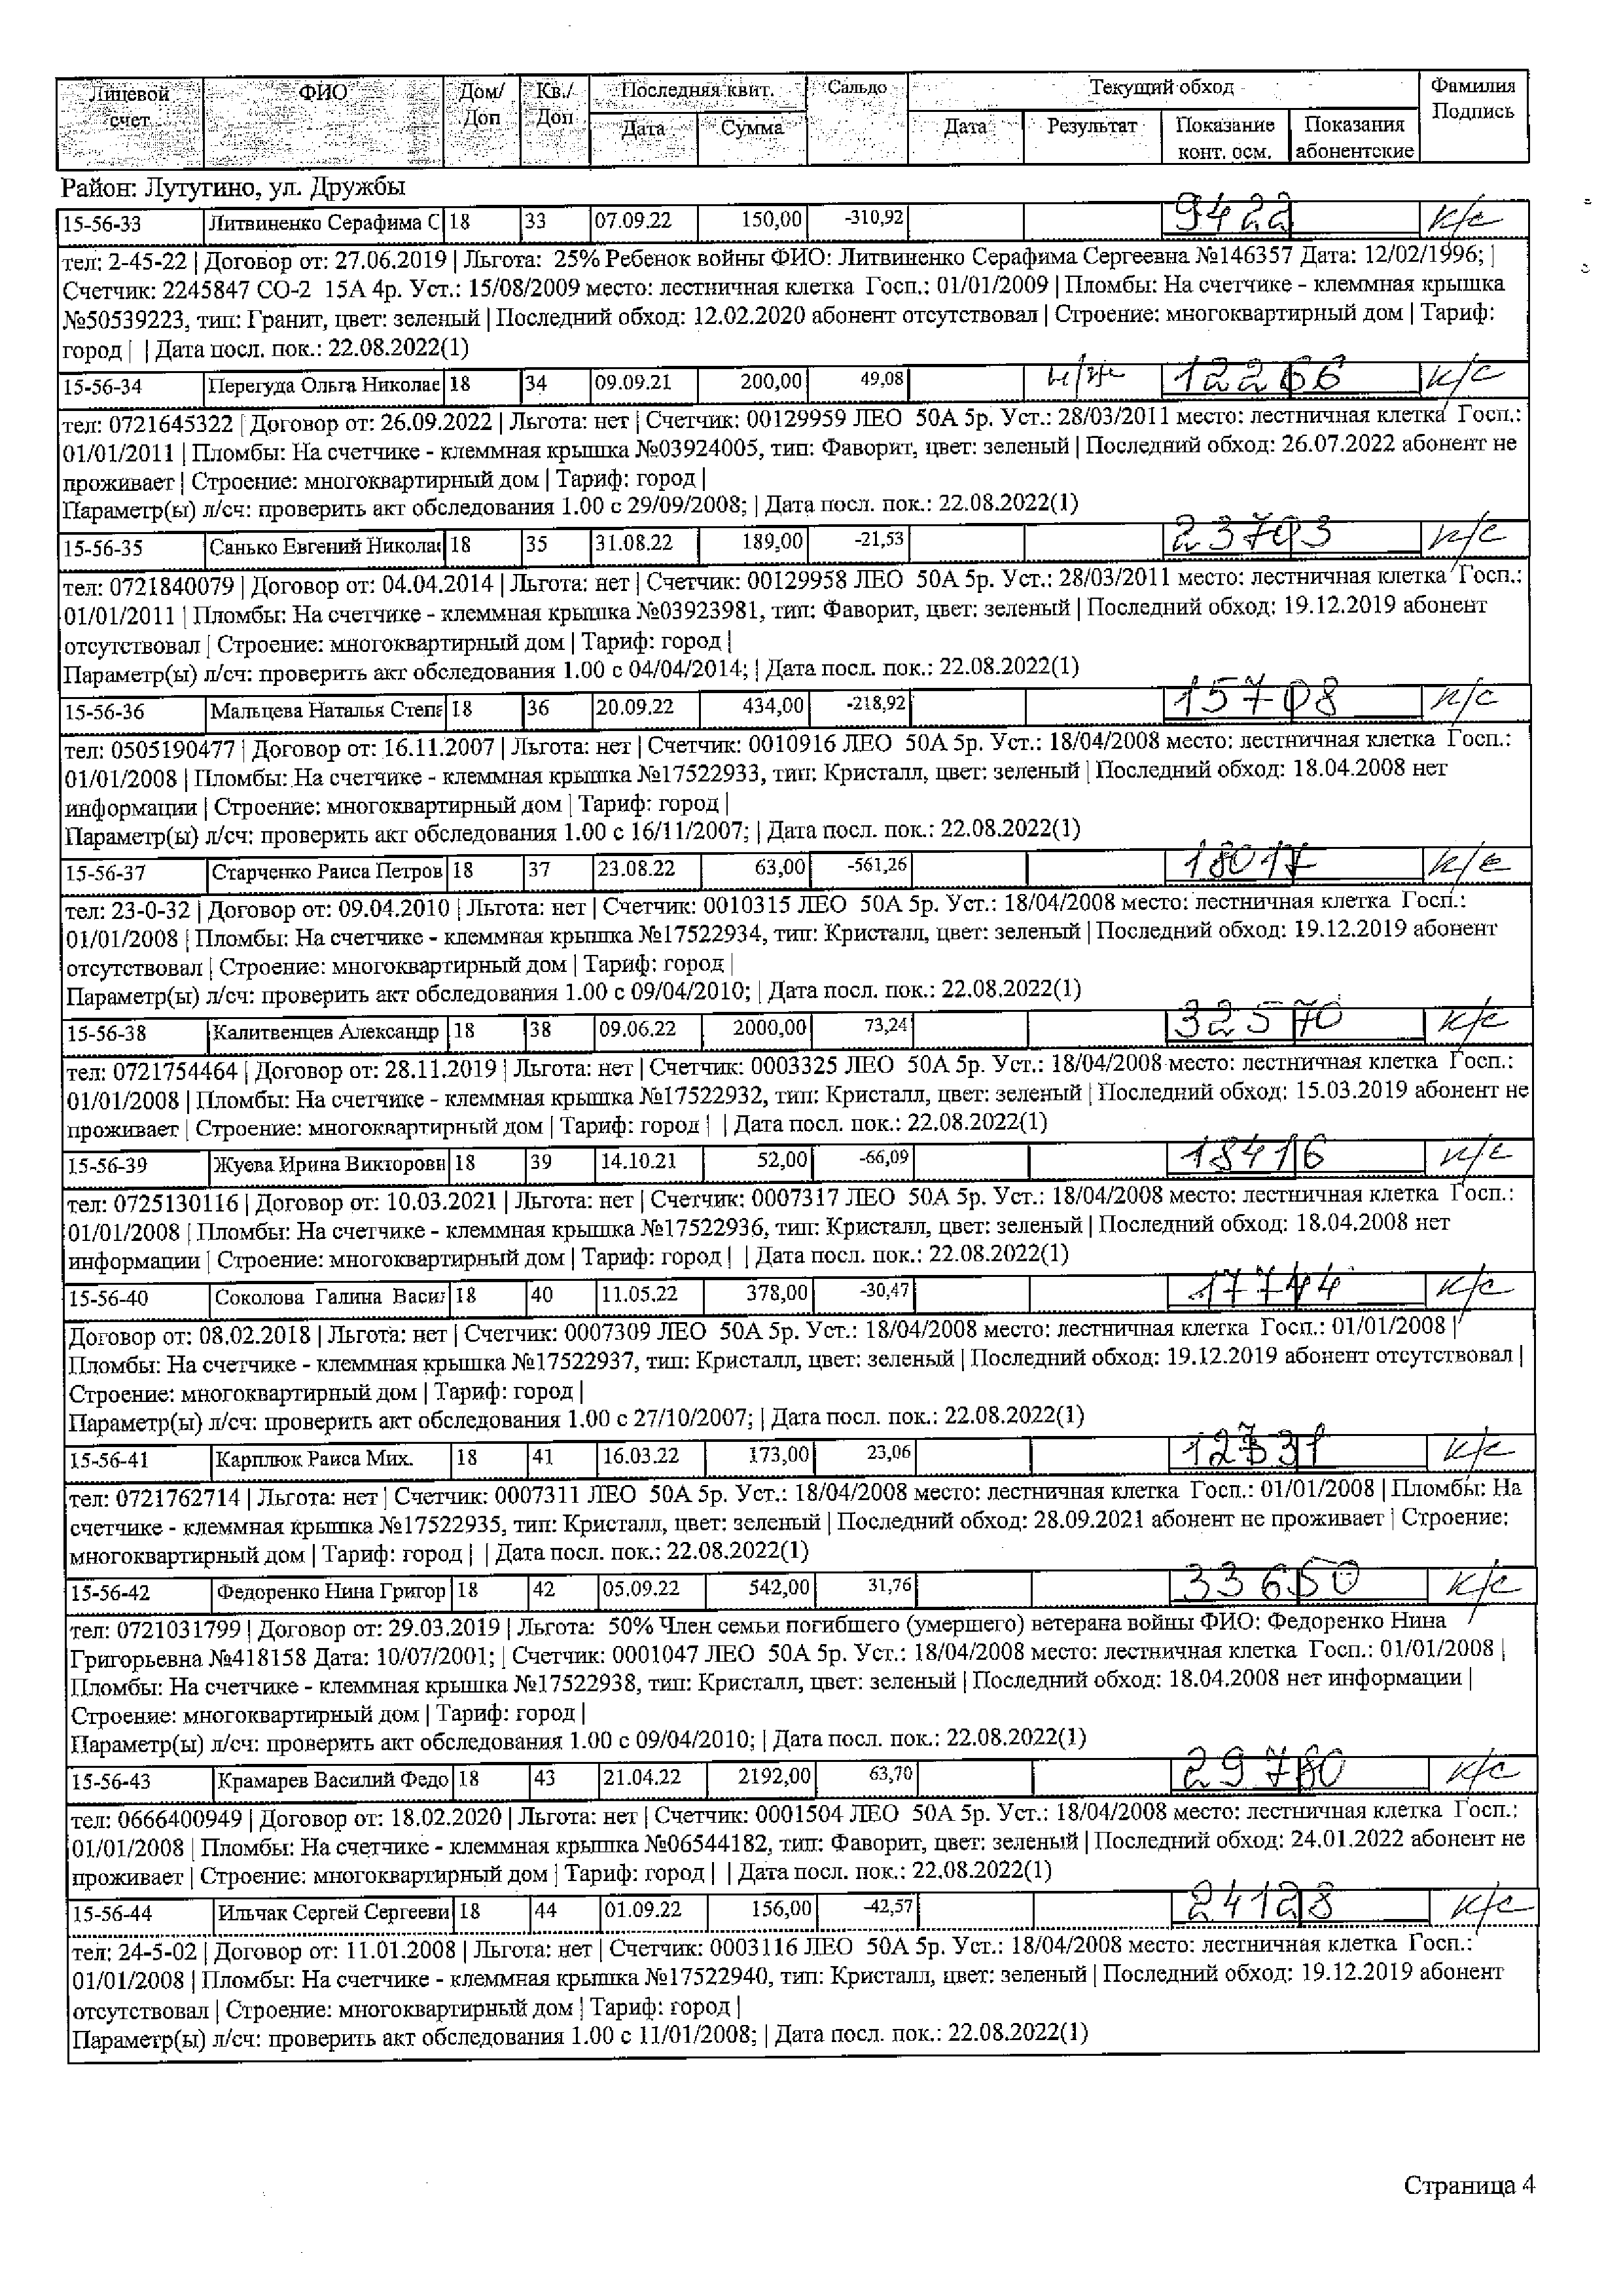 Лицевой счет ФИО Дом/Доп Кв./Доп Последняя квит. Сальдо Текущий обход Фамилия Подпись
Дата Сумма Дата Результат Показание конт. осм. Показания абонентские
Район: Лутугино, ул. Дружбы
15-56-33 Литвиненко Серафима С 18 33 07.09.22 150,00 -310,92 9422 к/с
тел: 2-45-22 | Договор от: 27.06.2019 | Льгота: 25% Ребенок войны ФИО: Литвиненко Серафима Сергеевна №146357 Дата: 12/02/1996; |
Счетчик: 2245847 СО-2 15А 4р. Уст.: 15/08/2009 место: лестничная клетка Госп.: 01/01/2009 | Пломбы: На счетчике - клеммная крышка
№50539223, тип: Гранит, цвет: зеленый | Последний обход: 12.02.2020 абонент отсутствовал | Строение: многоквартирный дом | Тариф:
город | | Дата посл. пок.: 22.08.2022(1)
15-56-34 Перегуда Ольга Николае 18 34 09.09.21 200,00 49,08 н/ж 12266 к/с
тел: 0721645322 | Договор от: 26.09.2022 | Льгота: нет | Счетчик: 00129959 ЛЕО 50А 5р. Уст.: 28/03/2011 место: лестничная клетка Госп.:
01/01/2011 | Пломбы: На счетчике - клеммная крышка №03924005, тип: Фаворит, цвет: зеленый | Последний обход: 26.07.2022 абонент не
проживает | Строение: многоквартирный дом | Тариф: город |
Параметр(ы) л/сч: проверить акт обследования 1.00 с 29/09/2008; | Дата посл. пок.: 22.08.2022(1)
15-56-35 Санько Евгений Никола 18 35 31.08.22 189,00 -21,53 23703 к/с
тел: 0721840079 | Договор от: 04.04.2014 | Льгота: нет | Счетчик: 00129958 ЛЕО 50А 5р. Уст.: 28/03/2011 место: лестничная клетка Госп.:
01/01/2011 | Пломбы: На счетчике - клеммная крышка №03923981, тип: Фаворит, цвет: зеленый | Последний обход: 19.12.2019 абонент
отсутствовал | Строение: многоквартирный дом | Тариф: город |
Параметр(ы) л/сч: проверить акт обследования 1.00 с 04/04/2014; | Дата посл. пок.: 22.08.2022(1)
15-56-36 Мальцева Наталья Степа 18 36 20.09.22 434,00 -218,92 15708 к/с
тел: 0505190477 | Договор от: 16.11.2007 | Льгота: нет | Счетчик: 0010916 ЛЕО 50А 5р. Уст.: 18/04/2008 место: лестничная клетка Госп.:
01/01/2008 | Пломбы: На счетчике - клеммная крышка №17522933, тип: Кристалл, цвет: зеленый | Последний обход: 18.04.2008 нет
информации | Строение: многоквартирный дом | Тариф: город |
Параметр(ы) л/сч: проверить акт обследования 1.00 с 16/11/2007; | Дата посл. пок.: 22.08.2022(1)
15-56-37 Старченко Раиса Петров 18 37 23.08.22 63,00 -561,26 18017 к/с
тел: 23-0-32 | Договор от: 09.04.2010 | Льгота: нет | Счетчик: 0010315 ЛЕО 50А 5р. Уст.: 18/04/2008 место: лестничная клетка Госп.:
01/01/2008 | Пломбы: На счетчике - клеммная крышка №17522934, тип: Кристалл, цвет: зеленый | Последний обход: 19.12.2019 абонент
отсутствовал | Строение: многоквартирный дом | Тариф: город |
Параметр(ы) л/сч: проверить акт обследования 1.00 с 09/04/2010; | Дата посл. пок.: 22.08.2022(1)
15-56-38 Калитвенцев Александр 18 38 09.06.22 2000,00 73,24 32570 к/с
тел: 0721754464 | Договор от: 28.11.2019 | Льгота: нет | Счетчик: 0003325 ЛЕО 50А 5р. Уст.: 18/04/2008 место: лестничная клетка Госп.:
01/01/2008 | Пломбы: На счетчике - клеммная крышка №17522932, тип: Кристалл, цвет: зеленый | Последний обход: 15.03.2019 абонент не
проживает | Строение: многоквартирный дом | Тариф: город | | Дата посл. пок.: 22.08.2022(1)
15-56-39 Жуева Ирина Викторовн 18 39 14.10.21 52,00 -66,09 18416 к/с
тел: 0725130116 | Договор от: 10.03.2021 | Льгота: нет | Счетчик: 0007317 ЛЕО 50А 5р. Уст.: 18/04/2008 место: лестничная клетка Госп.:
01/01/2008 | Пломбы: На счетчике - клеммная крышка №17522936, тип: Кристалл, цвет: зеленый | Последний обход: 18.04.2008 нет
информации | Строение: многоквартирный дом | Тариф: город | | Дата посл. пок.: 22.08.2022(1)
15-56-40 Соколова Галина Васил 18 40 11.05.22 378,00 -30,47 17744 к/с
Договор от: 08.02.2018 | Льгота: нет | Счетчик: 0007309 ЛЕО 50А 5р. Уст.: 18/04/2008 место: лестничная клетка Госп.: 01/01/2008 |
Пломбы: На счетчике - клеммная крышка №17522937, тип: Кристалл, цвет: зеленый | Последний обход: 19.12.2019 абонент отсутствовал |
Строение: многоквартирный дом | Тариф: город |
Параметр(ы) л/сч: проверить акт обследования 1.00 с 27/10/2007; | Дата посл. пок.: 22.08.2022(1)
15-56-41 Карплюк Раиса Мих. 18 41 16.03.22 173,00 23,06 к/с
тел: 0721762714 | Льгота: нет | Счетчик: 0007311 ЛЕО 50А 5р. Уст.: 18/04/2008 место: лестничная клетка Госп.: 01/01/2008 | Пломбы: На
счетчике - клеммная крышка №17522935, тип: Кристалл, цвет: зеленый | Последний обход: 28.09.2021 абонент не проживает | Строение:
многоквартирный дом | Тариф: город | | Дата посл. пок.: 22.08.2022(1)
15-56-42 Федоренко Нина Григор 18 42 05.09.22 542,00 31,76 33650 к/с
тел: 0721031799 | Договор от: 29.03.2019 | Льгота: 50% Член семьи погибшего (умершего) ветерана войны ФИО: Федоренко Нина
Григорьевна №418158 Дата: 10/07/2001; | Счетчик: 0001047 ЛЕО 50А 5р. Уст.: 18/04/2008 место: лестничная клетка Госп.: 01/01/2008 |
Пломбы: На счетчике - клеммная крышка №17522938, тип: Кристалл, цвет: зеленый | Последний обход: 18.04.2008 нет информации |
Строение: многоквартирный дом | Тариф: город |
Параметр(ы) л/сч: проверить акт обследования 1.00 с 09/04/2010; | Дата посл. пок.: 22.08.2022(1)
15-56-43 Крамарев Василий Федо 18 43 21.04.22 2192,00 63,70 29780 к/с
тел: 0666400949 | Договор от: 18.02.2020 | Льгота: нет | Счетчик: 0001504 ЛЕО 50А 5р. Уст.: 18/04/2008 место: лестничная клетка Госп.:
01/01/2008 | Пломбы: На счетчике - клеммная крышка №06544182, тип: Фаворит, цвет: зеленый | Последний обход: 24.01.2022 абонент не
проживает | Строение: многоквартирный дом | Тариф: город | | Дата посл. пок.: 22.08.2022(1)
15-56-44 Ильчак Сергей Сергееви 18 44 01.09.22 156,00 -42,57 24128 к/с
тел: 24-5-02 | Договор от: 11.01.2008 | Льгота: нет | Счетчик: 0003116 ЛЕО 50А 5р. Уст.: 18/04/2008 место: лестничная клетка Госп.:
01/01/2008 | Пломбы: На счетчике - клеммная крышка №17522940, тип: Кристалл, цвет: зеленый | Последний обход: 19.12.2019 абонент
отсутствовал | Строение: многоквартирный дом | Тариф: город |
Параметр(ы) л/сч: проверить акт обследования 1.00 с 11/01/2008; | Дата посл. пок.: 22.08.2022(1)
Страница 4